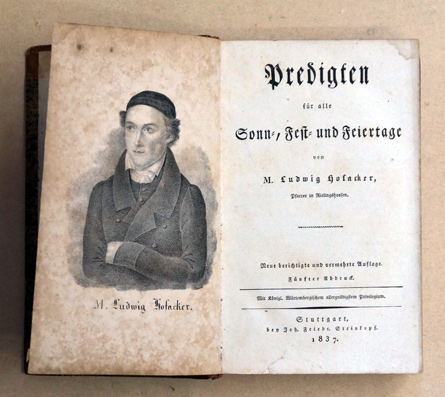 M. Ludwig Hofacker.
Predigten
für alle
Sonn-, Fest- und Feiertage
von
M. Ludwig Hofacker,
Pfarrer in Rielingshausen.
Neue berichtigte und vermehrte Auflage.
Fünfter Abdruck.
Mit Königl. Würtembergischem allergnädigstem Privilegium.
Stuttgart,
bey Joh. Friedr. Steinkopf.
1837.